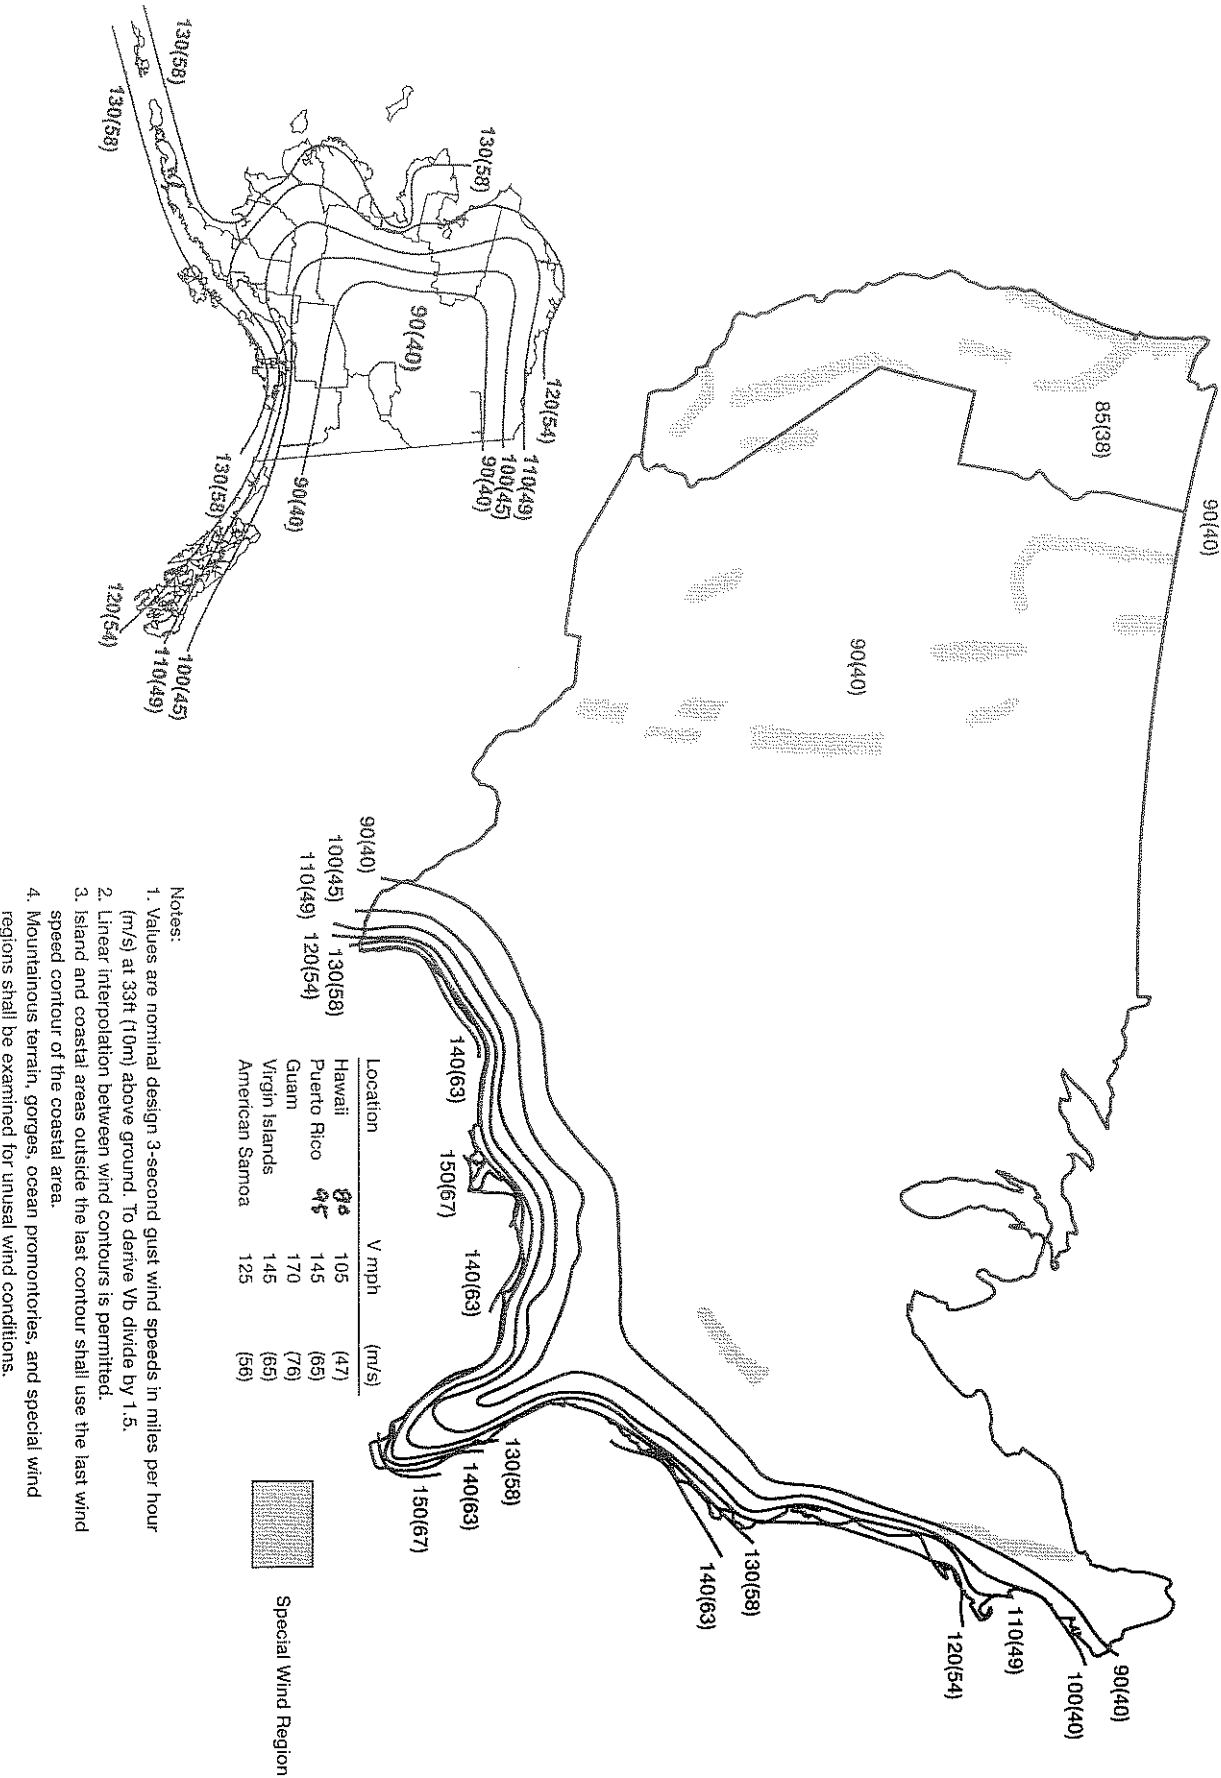 90(40)
85(38)
90(40)
90(40)
100(45)
110(49)
120(54)
130(58)
140(63)
150(67)
140(63)
130(58)
140(63)
150(67)
130(58)
140(63)
90(40)
100(40)
110(49)
120(54)
130(58)
130(58)
130(58)
90(40)
120(54)
110(49)
100(45)
90(40)
90(40)
130(58)
100(45)
110(49)
120(54)
Location V mph (m/s)
Hawaii 105 (47)
Puerto Rico 95 145 (65)
Guam 170 (76)
Virgin Islands 145 (65)
American Samoa 125 (56)
Special Wind Region
Notes:
1. Values are nominal design 3-second gust wind speeds in miles per hour
(m/s) at 33ft (10m) above ground. To derive Vb divide by 1.5.
2. Linear interpolation between wind contours is permitted.
3. Island and coastal areas outside the last contour shall use the last wind
speed contour of the coastal area.
4. Mountainous terrain, gorges, ocean promontories, and special wind
regions shall be examined for unusal wind conditions.